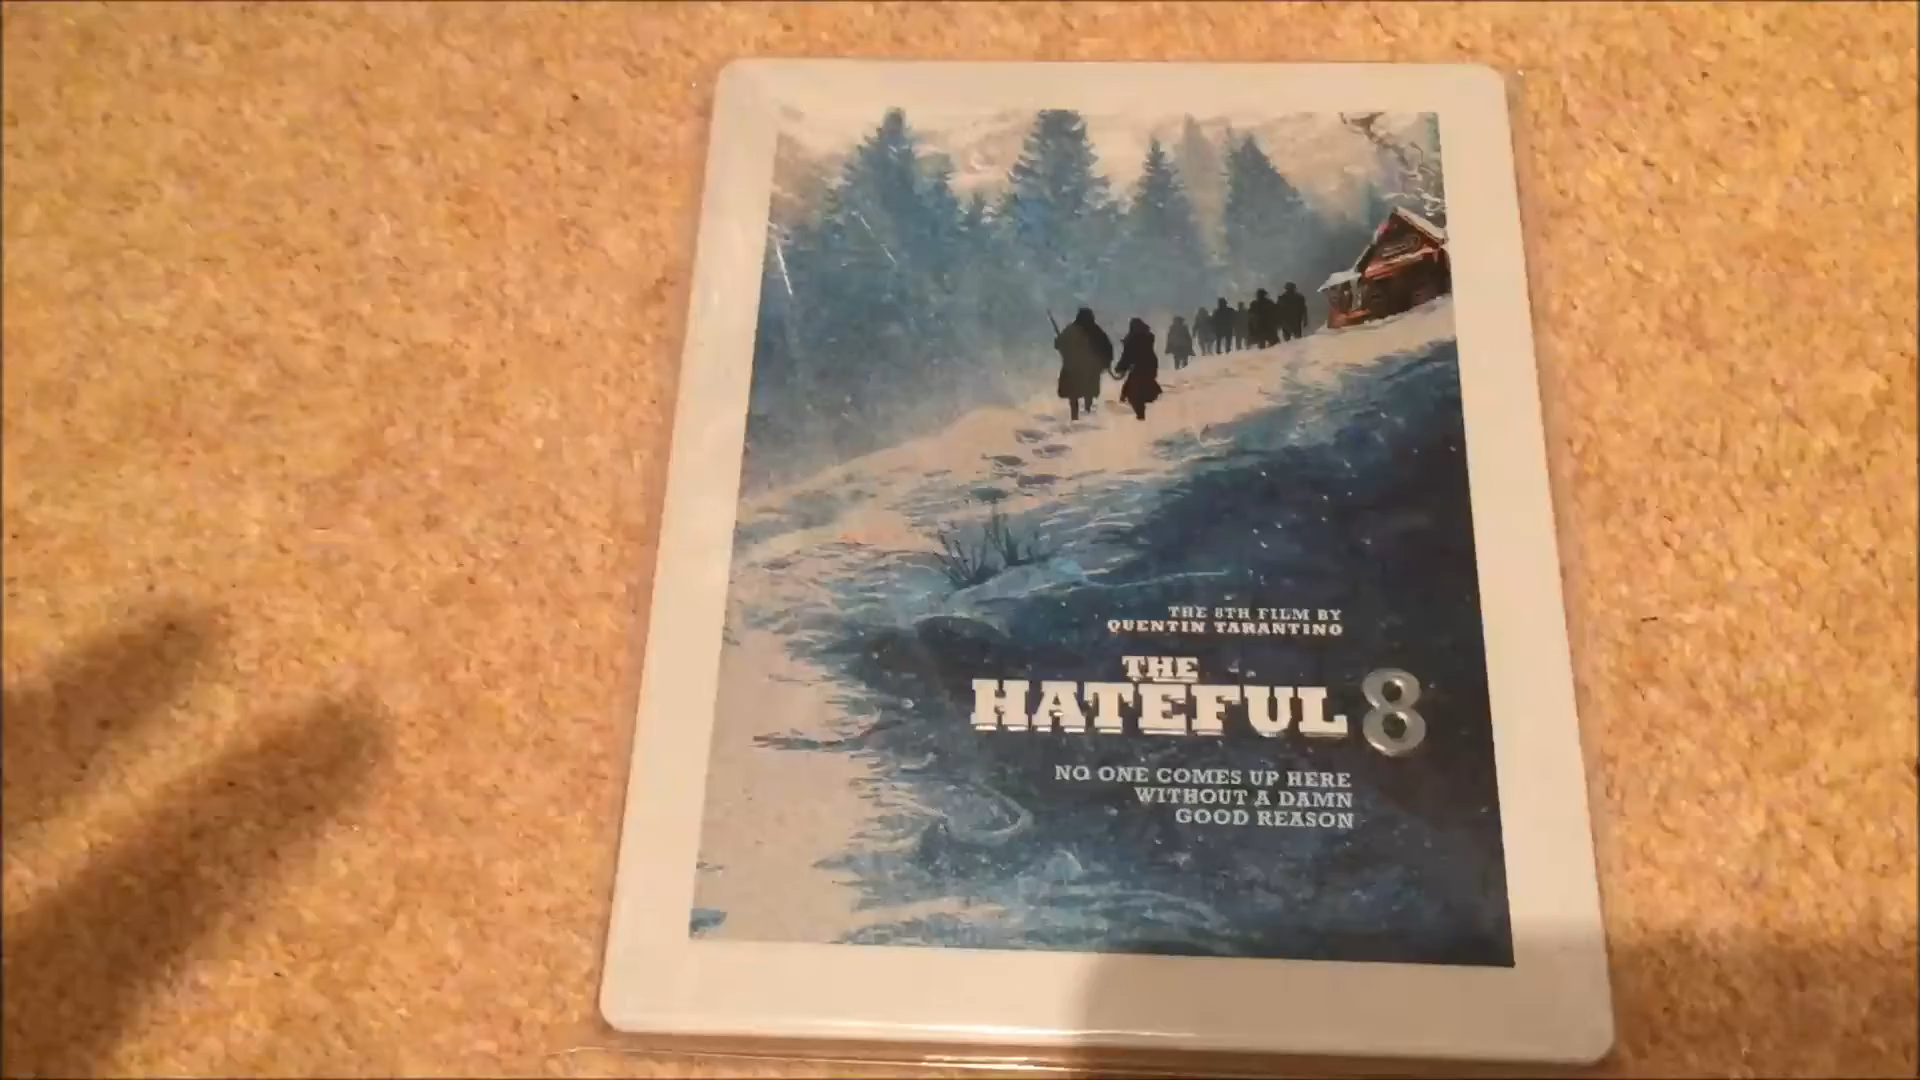 THE 8TH FILM BY
QUENTIN TARANTINO
THE
HATEFUL 8
NO ONE COMES UP HERE
WITHOUT A DAMN
GOOD REASON